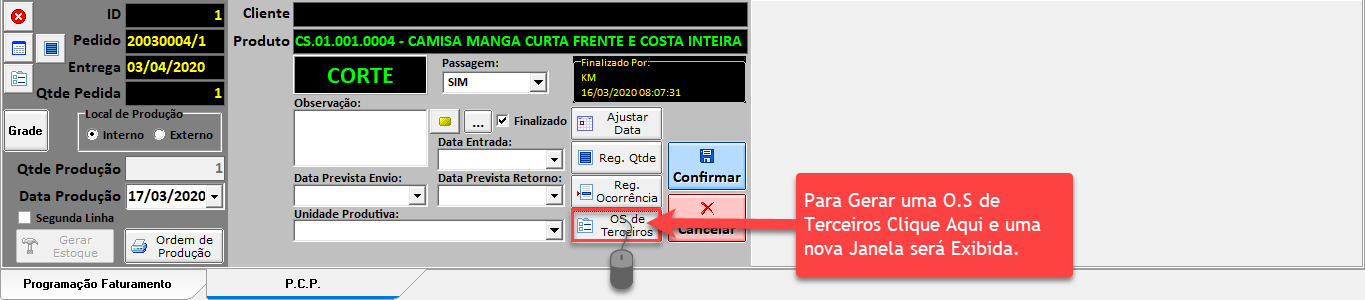 ID 1
Pedido 20030004/1
Entrega 03/04/2020
Qtde Pedida 1
Grade
Local de Produção
Interno Externo
Qtde Produção 1
Data Produção 17/03/2020
Segunda Linha
Gerar
Estoque
Ordem de
Produção
Cliente
Produto CS.01.001.0004 - CAMISA MANGA CURTA FRENTE E COSTA INTEIRA
CORTE
Passagem:
SIM
Finalizado Por:
KM
16/03/2020 08:07:31
Observação:
... Finalizado
Data Entrada:
Data Prevista Envio:
Data Prevista Retorno:
Unidade Produtiva:
Ajustar
Data
Reg. Qtde
Reg.
Ocorrência
OS de
Terceiros
Confirmar
Cancelar
Para Gerar uma O.S de
Terceiros Clique Aqui e uma
nova Janela será Exibida.
Programação Faturamento
P.C.P.